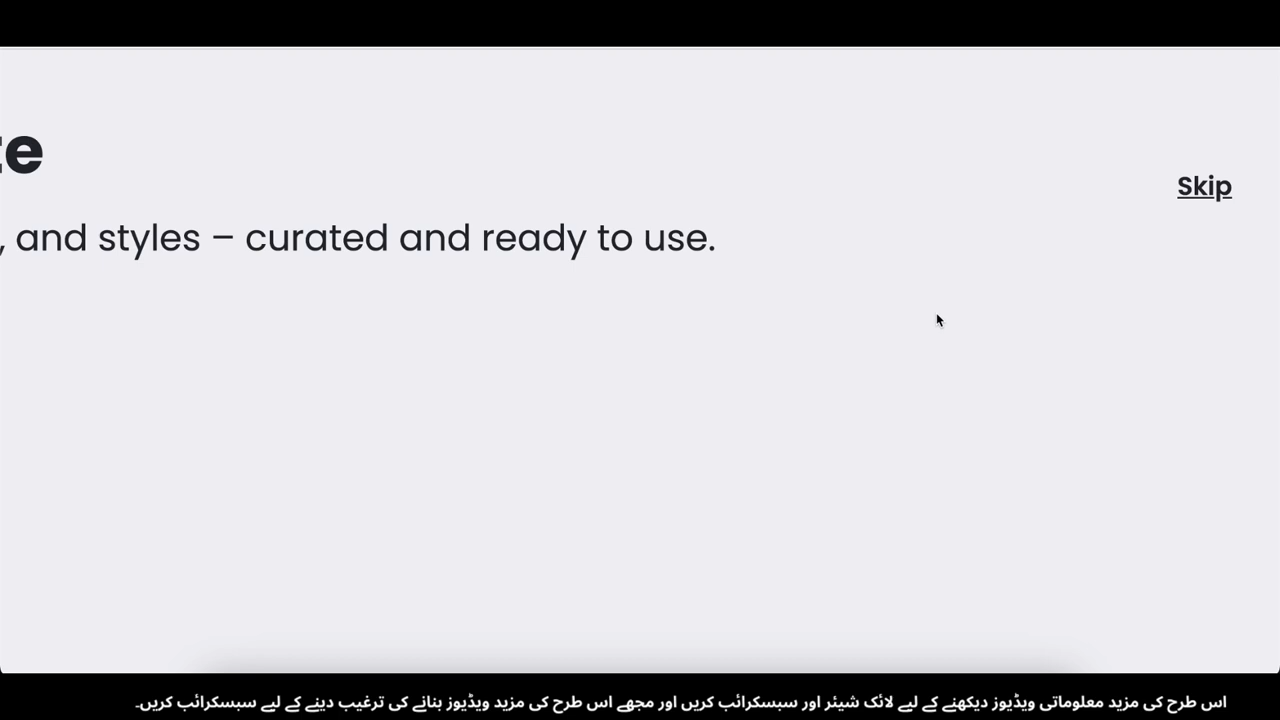 te
Skip
, and styles – curated and ready to use.
اس طرح کی مزید معلوماتی ویڈیوز دیکھنے کے لیے لائک شیئر اور سبسکرائب کریں اور مجھے اس طرح کی مزید ویڈیوز بنانے کی ترغیب دینے کے لیے سبسکرائب کریں۔